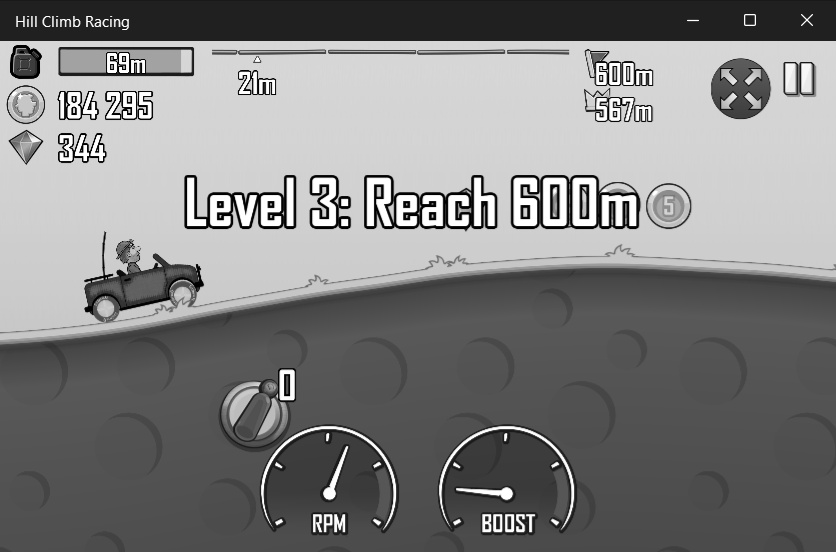 Hill Climb Racing
69m
21m
600m
184 295
567m
344
Level 3: Reach 600m
5
0
RPM
BOOST